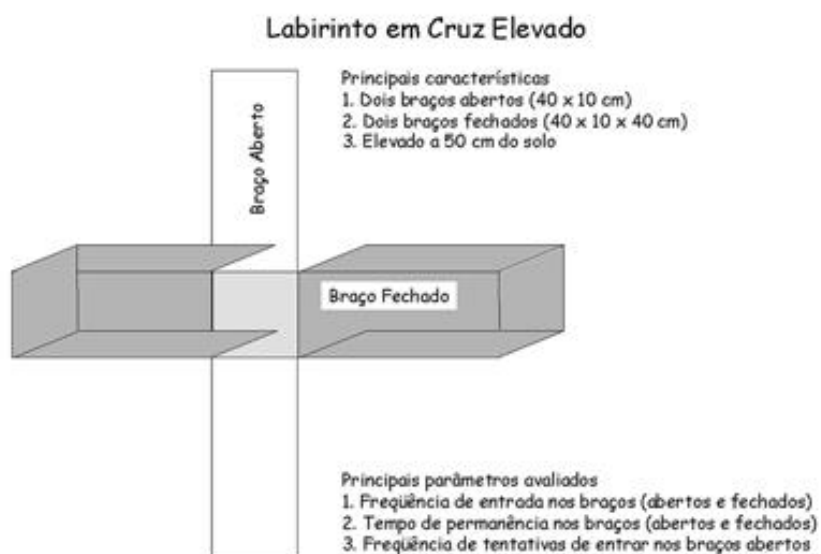 Labirinto em Cruz Elevado
Principais características
1. Dois braços abertos (40 x 10 cm)
2. Dois braços fechados (40 x 10 x 40 cm)
3. Elevado a 50 cm do solo
Braço Aberto
Braço Fechado
Principais parâmetros avaliados
1. Freqüência de entrada nos braços (abertos e fechados)
2. Tempo de permanência nos braços (abertos e fechados)
3. Freqüência de tentativas de entrar nos braços abertos